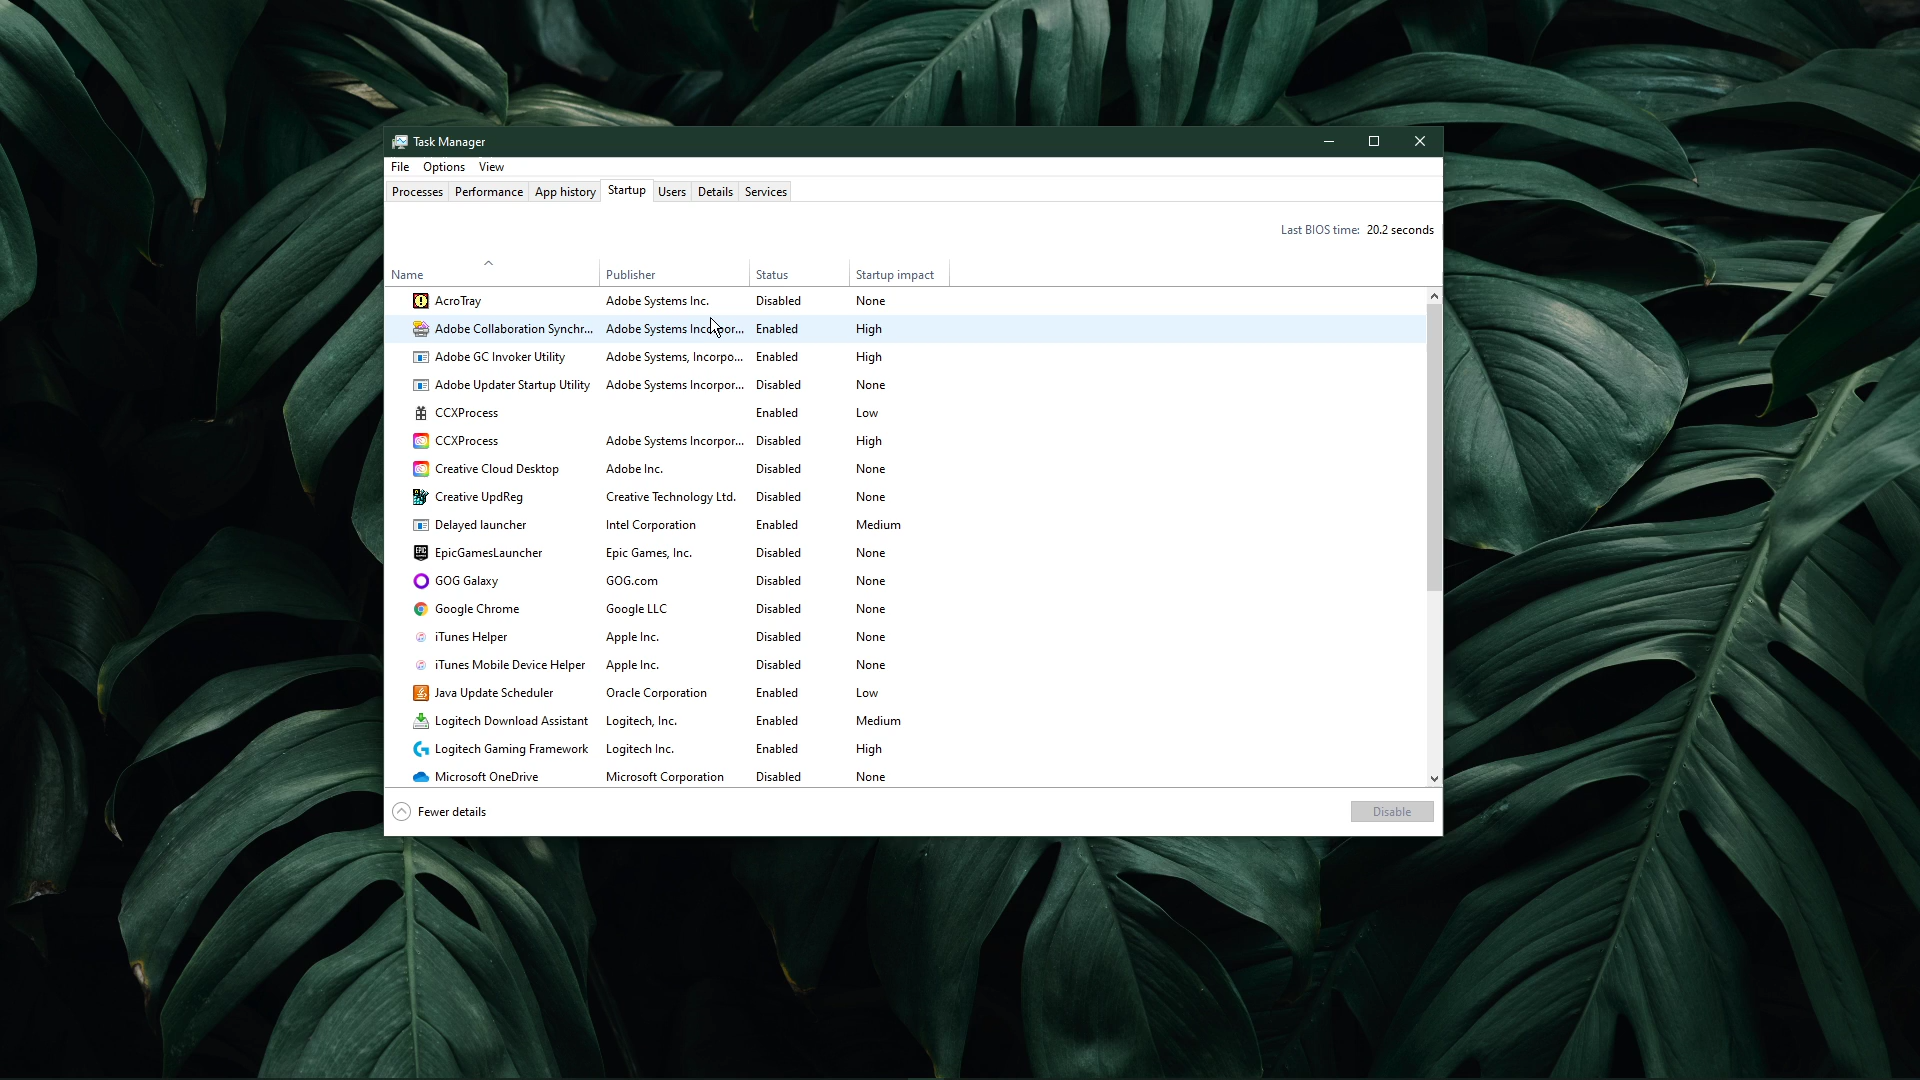 Task Manager
File Options View
Processes Performance App history Startup Users Details Services
Last BIOS time: 20.2 seconds
Name Publisher Status Startup impact
AcroTray Adobe Systems Inc. Disabled None
Adobe Collaboration Synchr... Adobe Systems Incorpor... Enabled High
Adobe GC Invoker Utility Adobe Systems, Incorpo... Enabled High
Adobe Updater Startup Utility Adobe Systems Incorpor... Disabled None
CCXProcess Enabled Low
CCXProcess Adobe Systems Incorpor... Disabled High
Creative Cloud Desktop Adobe Inc. Disabled None
Creative UpdReg Creative Technology Ltd. Disabled None
Delayed launcher Intel Corporation Enabled Medium
EpicGamesLauncher Epic Games, Inc. Disabled None
GOG Galaxy GOG.com Disabled None
Google Chrome Google LLC Disabled None
iTunes Helper Apple Inc. Disabled None
iTunes Mobile Device Helper Apple Inc. Disabled None
Java Update Scheduler Oracle Corporation Enabled Low
Logitech Download Assistant Logitech, Inc. Enabled Medium
Logitech Gaming Framework Logitech Inc. Enabled High
Microsoft OneDrive Microsoft Corporation Disabled None
Fewer details Disable